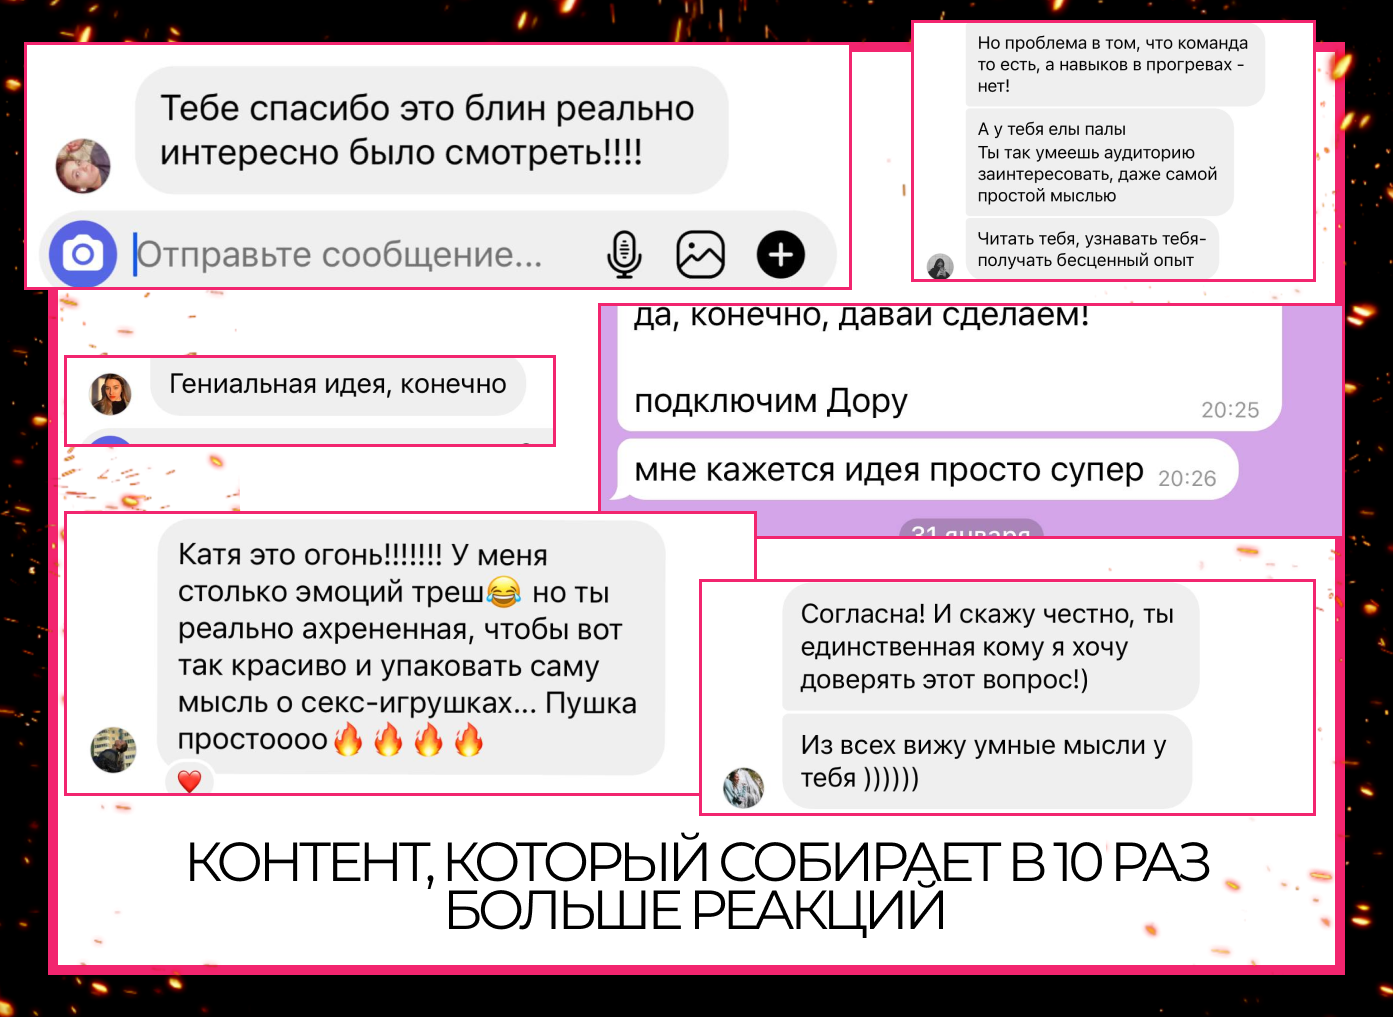 Тебе спасибо это блин реально
интересно было смотреть!!!!
Отправьте сообщение...
Но проблема в том, что команда
то есть, а навыков в прогревах -
нет!
А у тебя елы палы
Ты так умеешь аудиторию
заинтересовать, даже самой
простой мыслью
Читать тебя, узнавать тебя-
получать бесценный опыт
да, конечно, давай сделаем!
подключим Дору
20:25
мне кажется идея просто супер 20:26
31 января
Гениальная идея, конечно
Катя это огонь!!!!!!! У меня
столько эмоций треш😂 но ты
реально ахрененная, чтобы вот
так красиво и упаковать саму
мысль о секс-игрушках... Пушка
простоооо🔥🔥🔥🔥
Согласна! И скажу честно, ты
единственная кому я хочу
доверять этот вопрос!)
Из всех вижу умные мысли у
тебя ))))))
КОНТЕНТ, КОТОРЫЙ СОБИРАЕТ В 10 РАЗ
БОЛЬШЕ РЕАКЦИЙ